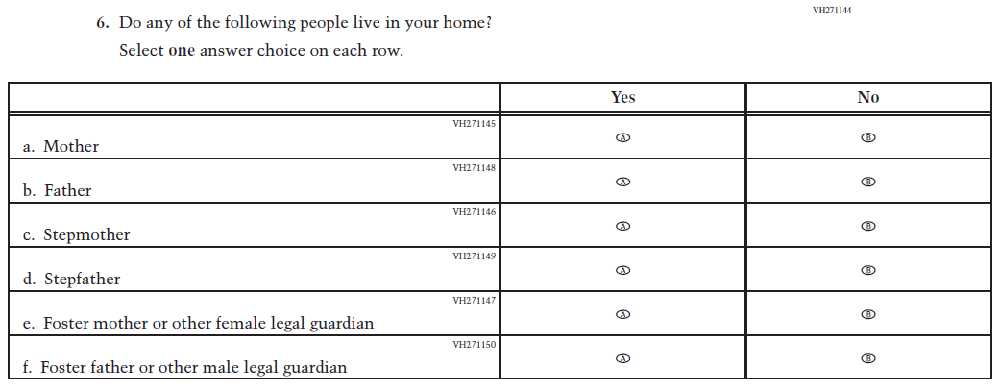 VH271144
6. Do any of the following people live in your home?
Select one answer choice on each row.
Yes No
VH271145
a. Mother A B
VH271148
b. Father A B
VH271146
c. Stepmother A B
VH271149
d. Stepfather A B
VH271147
e. Foster mother or other female legal guardian A B
VH271150
f. Foster father or other male legal guardian A B